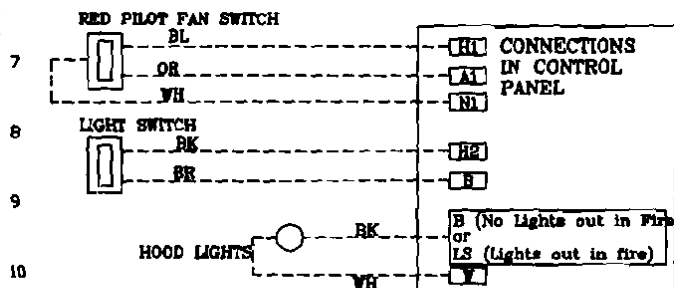 RED PILOT FAN SWITCH
BL
H1 CONNECTIONS
7
OR
A1 IN CONTROL
WH
N1 PANEL
8
LIGHT SWITCH
BK
H2
BR
B
9
B (No Lights out in Fire
BK
or
HOOD LIGHTS
LS (Lights out in fire)
10
WH
W